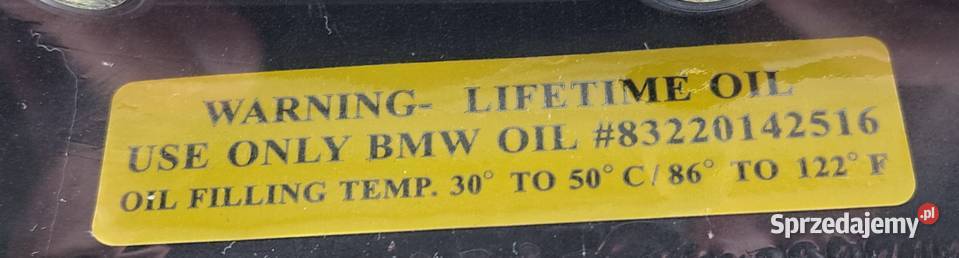 WARNING- LIFETIME OIL
USE ONLY BMW OIL #83220142516
OIL FILLING TEMP. 30° TO 50° C/86° TO 122° F
Sprzedajemy.pl